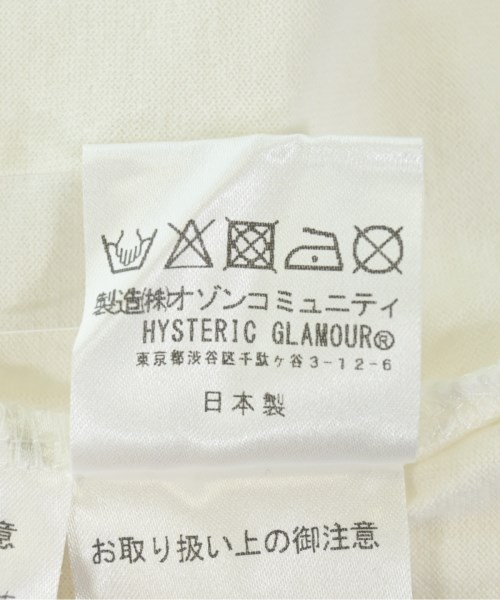 製造(株)オゾンコミュニティ
HYSTERIC GLAMOUR®
東京都渋谷区千駄ヶ谷3-12-6
日本製
お取り扱い上の御注意
意